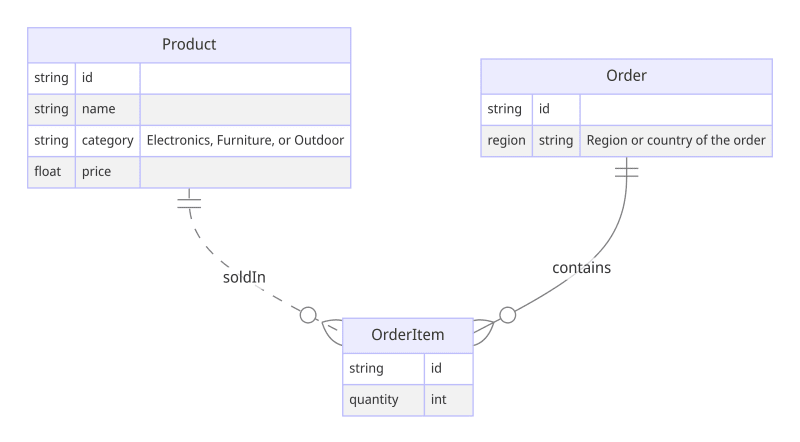 Product
string id
string name
string category Electronics, Furniture, or Outdoor
float price
Order
string id
region string Region or country of the order
soldIn
contains
OrderItem
string id
quantity int